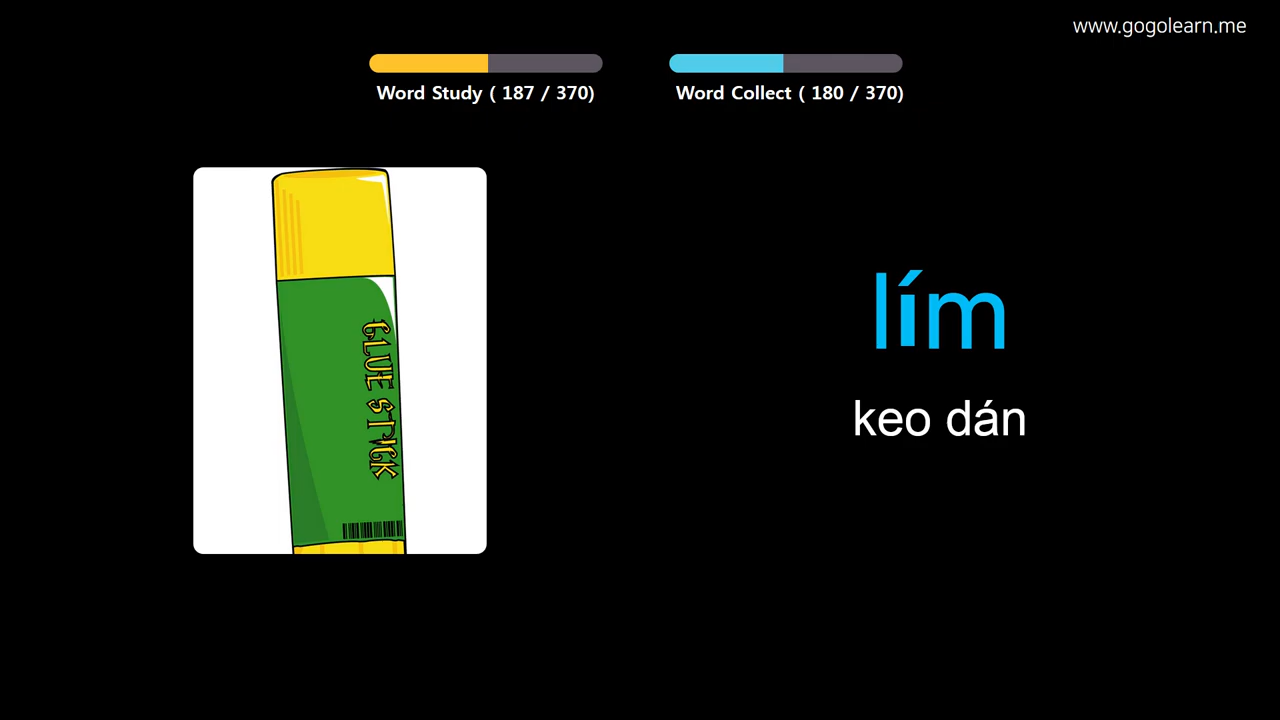 www.gogolearn.me
Word Study ( 187 / 370)
Word Collect ( 180 / 370)
GLUE STICK
lím
keo dán